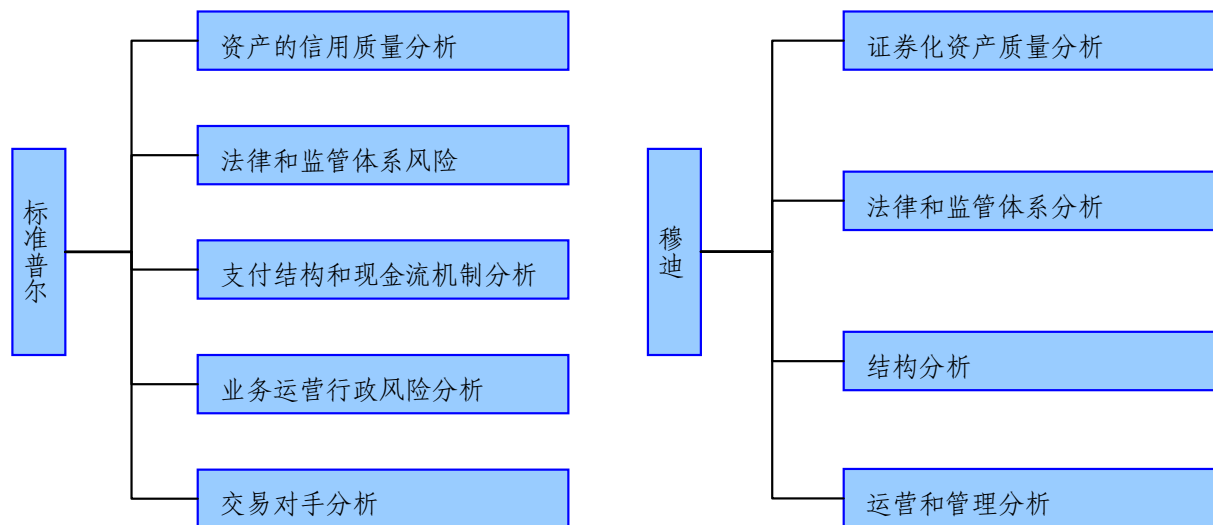 标准普尔
资产的信用质量分析
法律和监管体系风险
支付结构和现金流机制分析
业务运营行政风险分析
交易对手分析
穆迪
证券化资产质量分析
法律和监管体系分析
结构分析
运营和管理分析